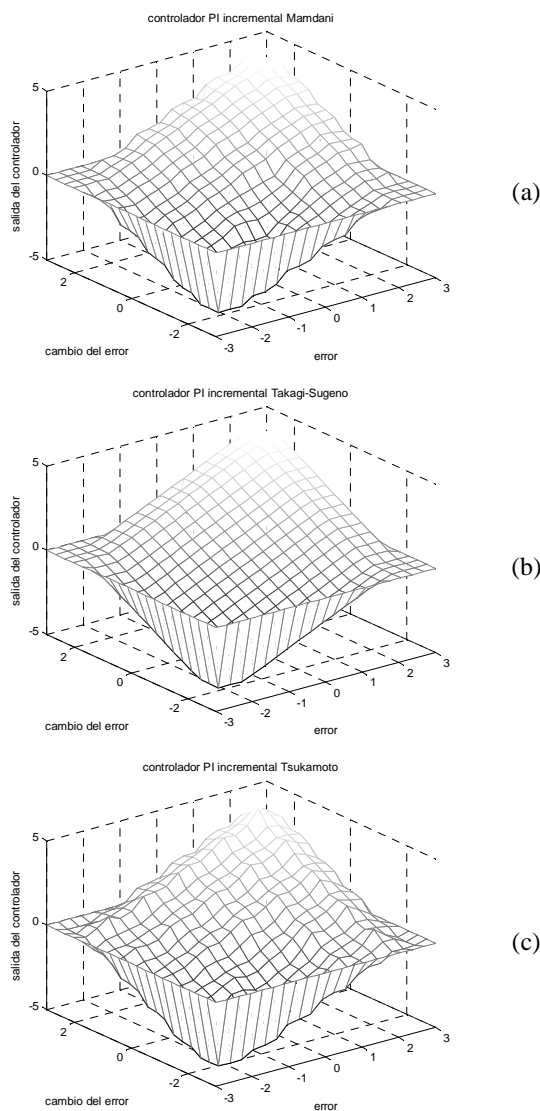 controlador PI incremental Mamdani
5
0
-5
salida del controlador
2
0
-2
cambio del error
-3
-2
-1
0
1
2
3
error
(a)
controlador PI incremental Takagi-Sugeno
5
0
-5
salida del controlador
2
0
-2
cambio del error
-3
-2
-1
0
1
2
3
error
(b)
controlador PI incremental Tsukamoto
5
0
-5
salida del controlador
2
0
-2
cambio del error
-3
-2
-1
0
1
2
3
error
(c)